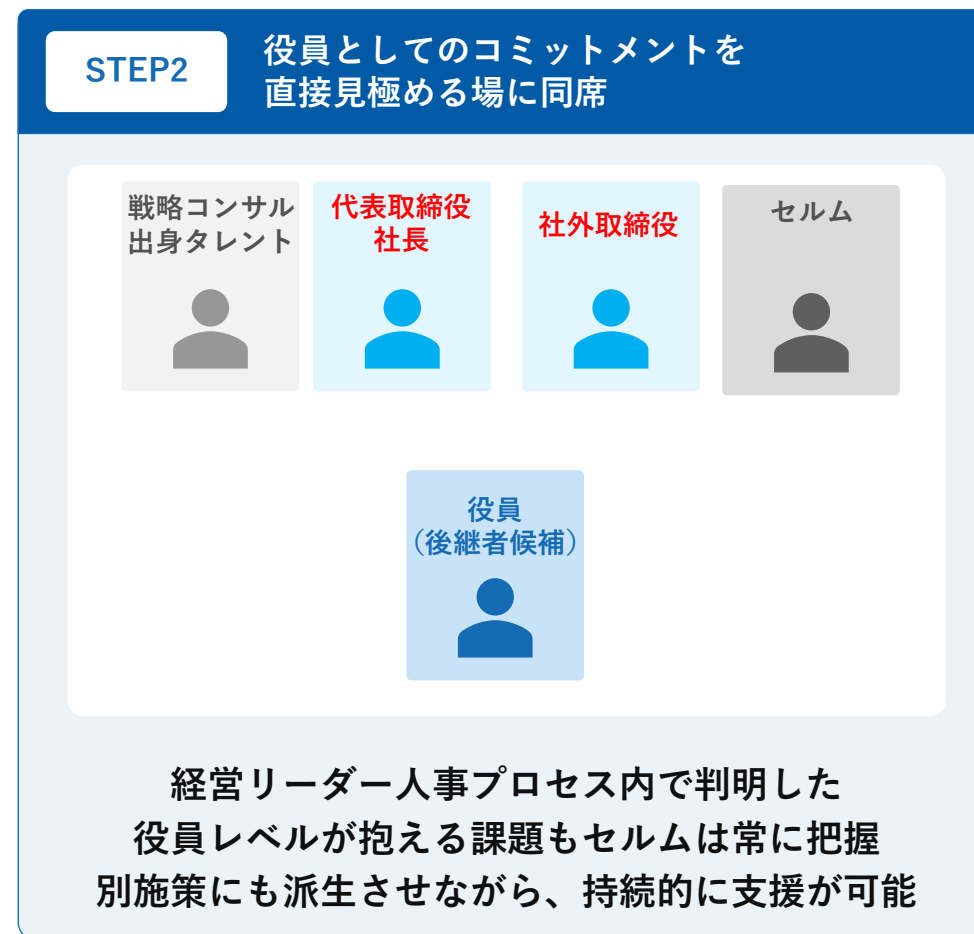 STEP2
役員としてのコミットメントを
直接見極める場に同席
戦略コンサル
出身タレント
代表取締役
社長
社外取締役
セルム
役員
（後継者候補）
経営リーダー人事プロセス内で判明した
役員レベルが抱える課題もセルムは常に把握
別施策にも派生させながら、持続的に支援が可能